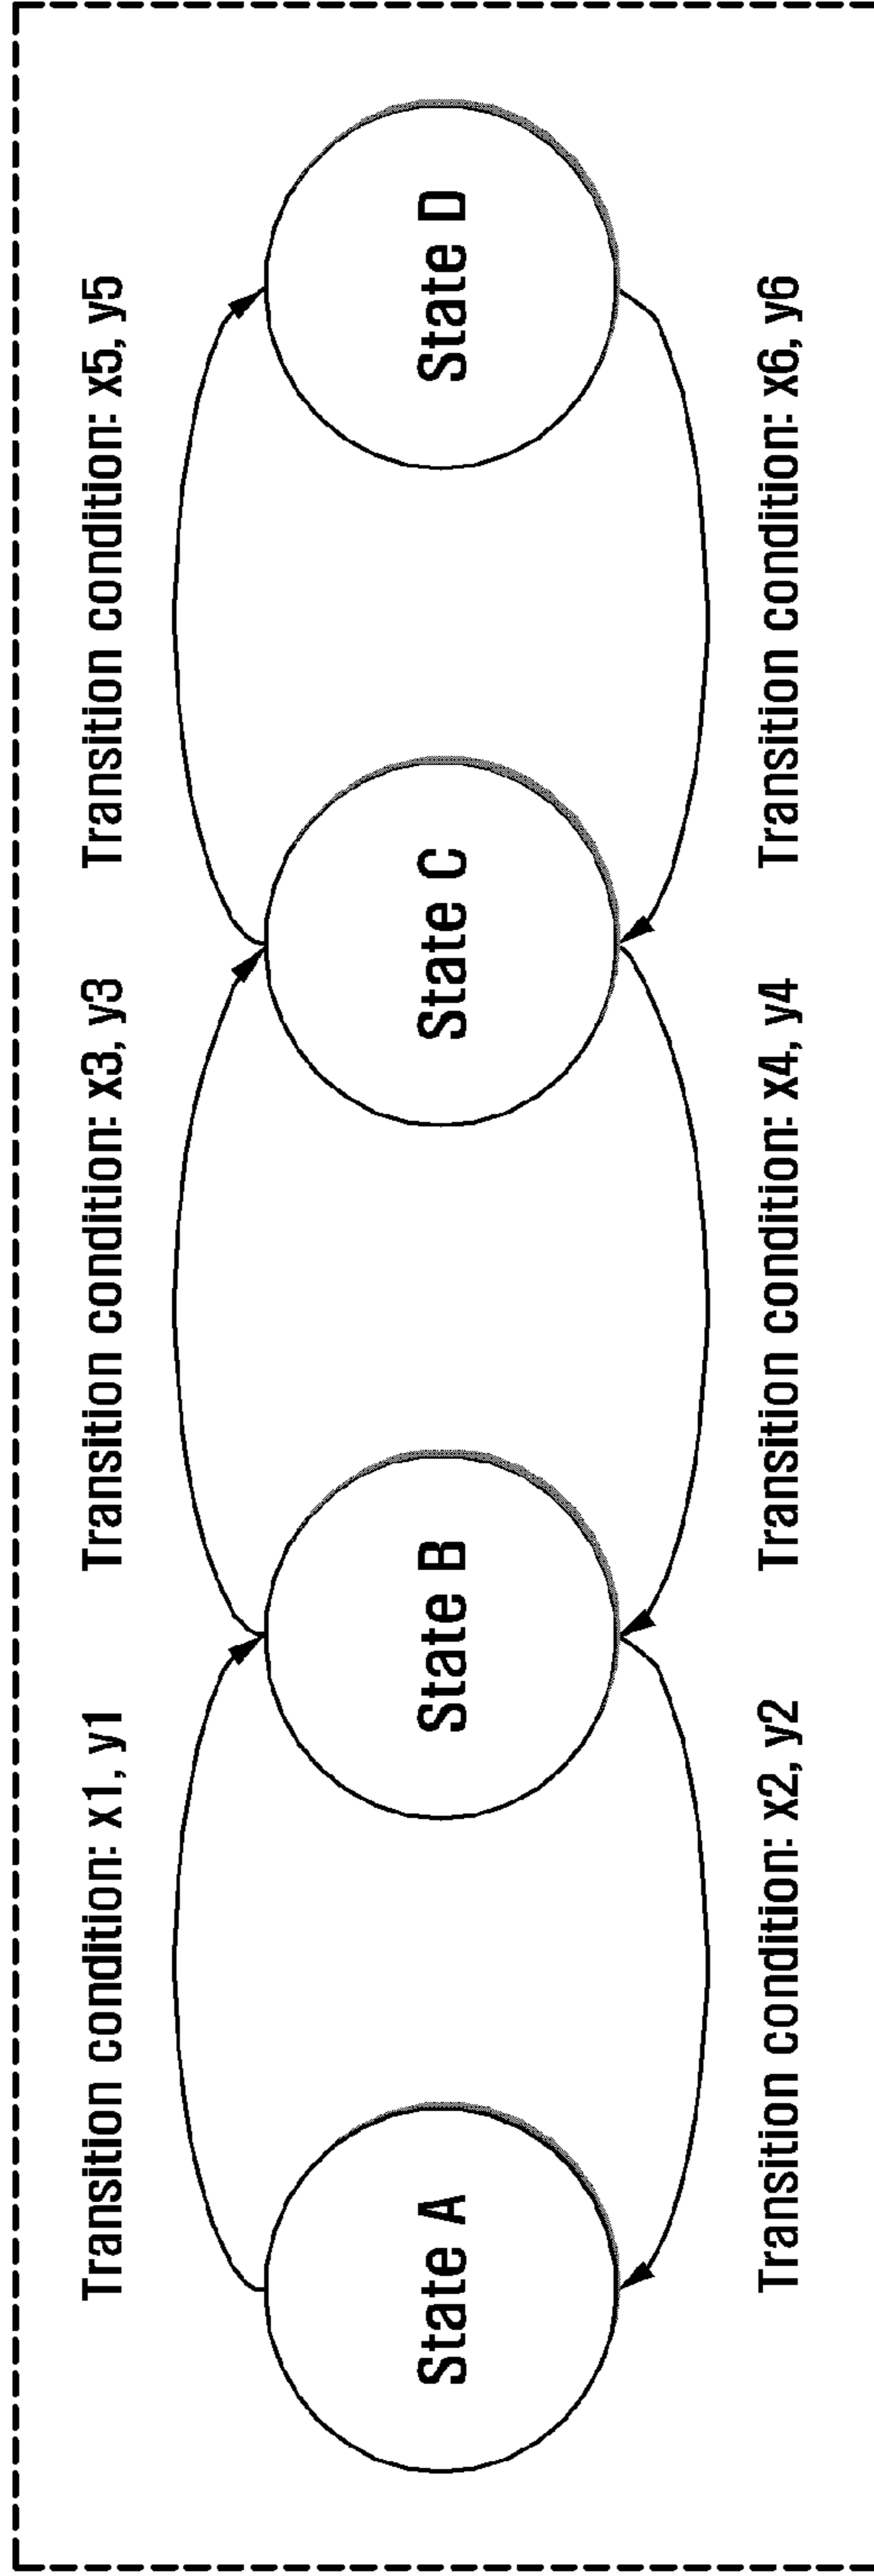 Transition condition: x1, y1
Transition condition: x3, y3
Transition condition: x5, y5
State A
State B
State C
State D
Transition condition: x2, y2
Transition condition: x4, y4
Transition condition: x6, y6